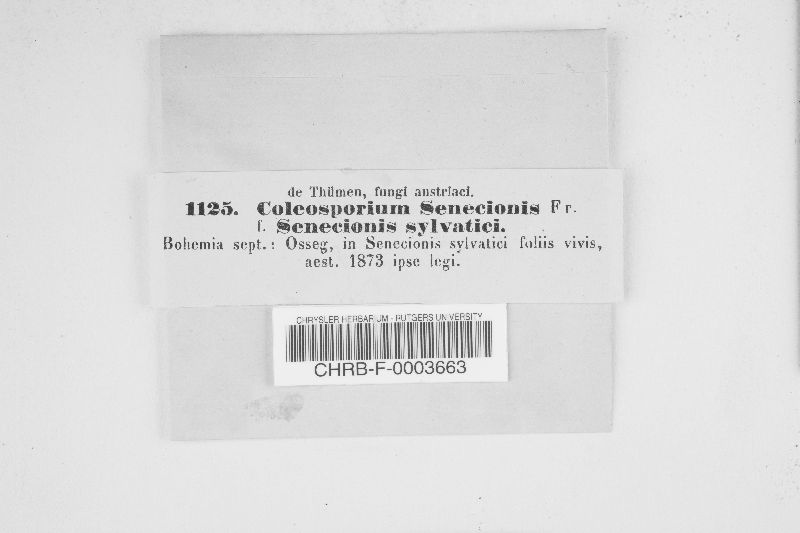 de Thümen, fungi austriaci.
1125. Coleosporium Senecionis Fr.
f. Senecionis sylvatici.
Bohemia sept.: Osseg, in Senecionis sylvatici foliis vivis,
aest. 1873 ipse legi.
CHRYSLER HERBARIUM - RUTGERS UNIVERSITY
CHRB-F-0003663